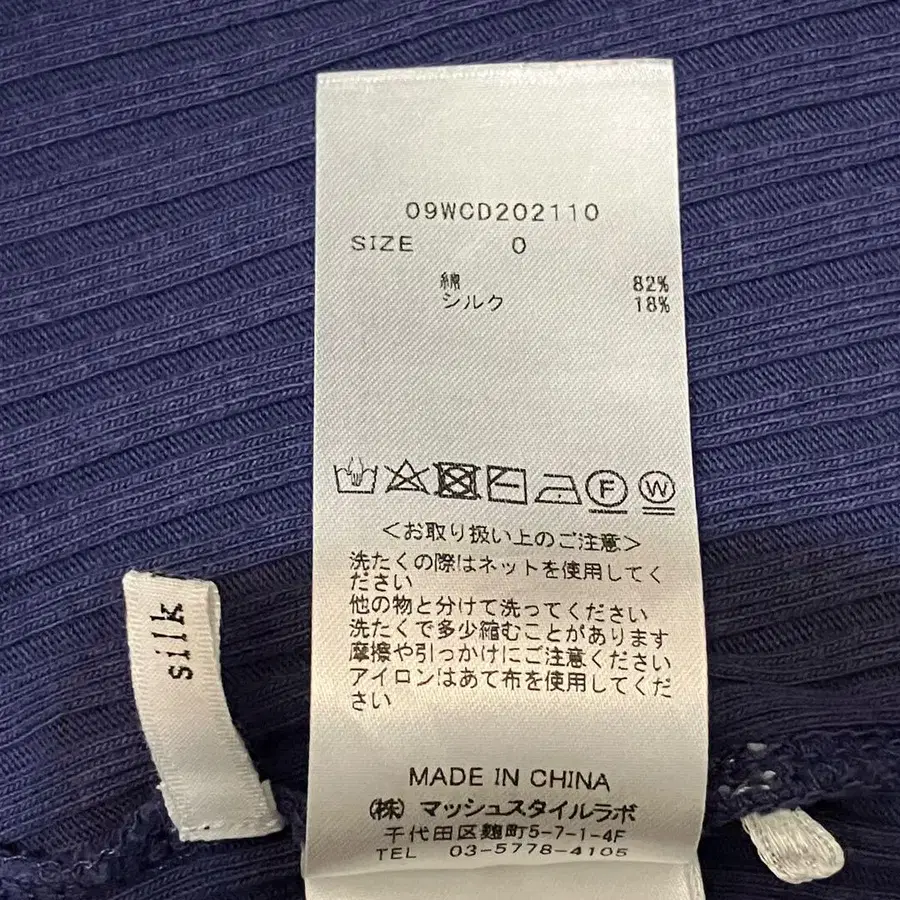 09WCD202110
SIZE 0
綿 82%
シルク 18%
F W
<お取り扱い上のご注意>
洗たくの際はネットを使用してく
ださい
他の物と分けて洗ってください
洗たくで多少縮むことがあります
摩擦や引っかけにご注意ください
アイロンはあて布を使用してくだ
さい
MADE IN CHINA
㈱ マッシュスタイルラボ
千代田区麹町5-7-1-4F
TEL 03-5778-4105
silk